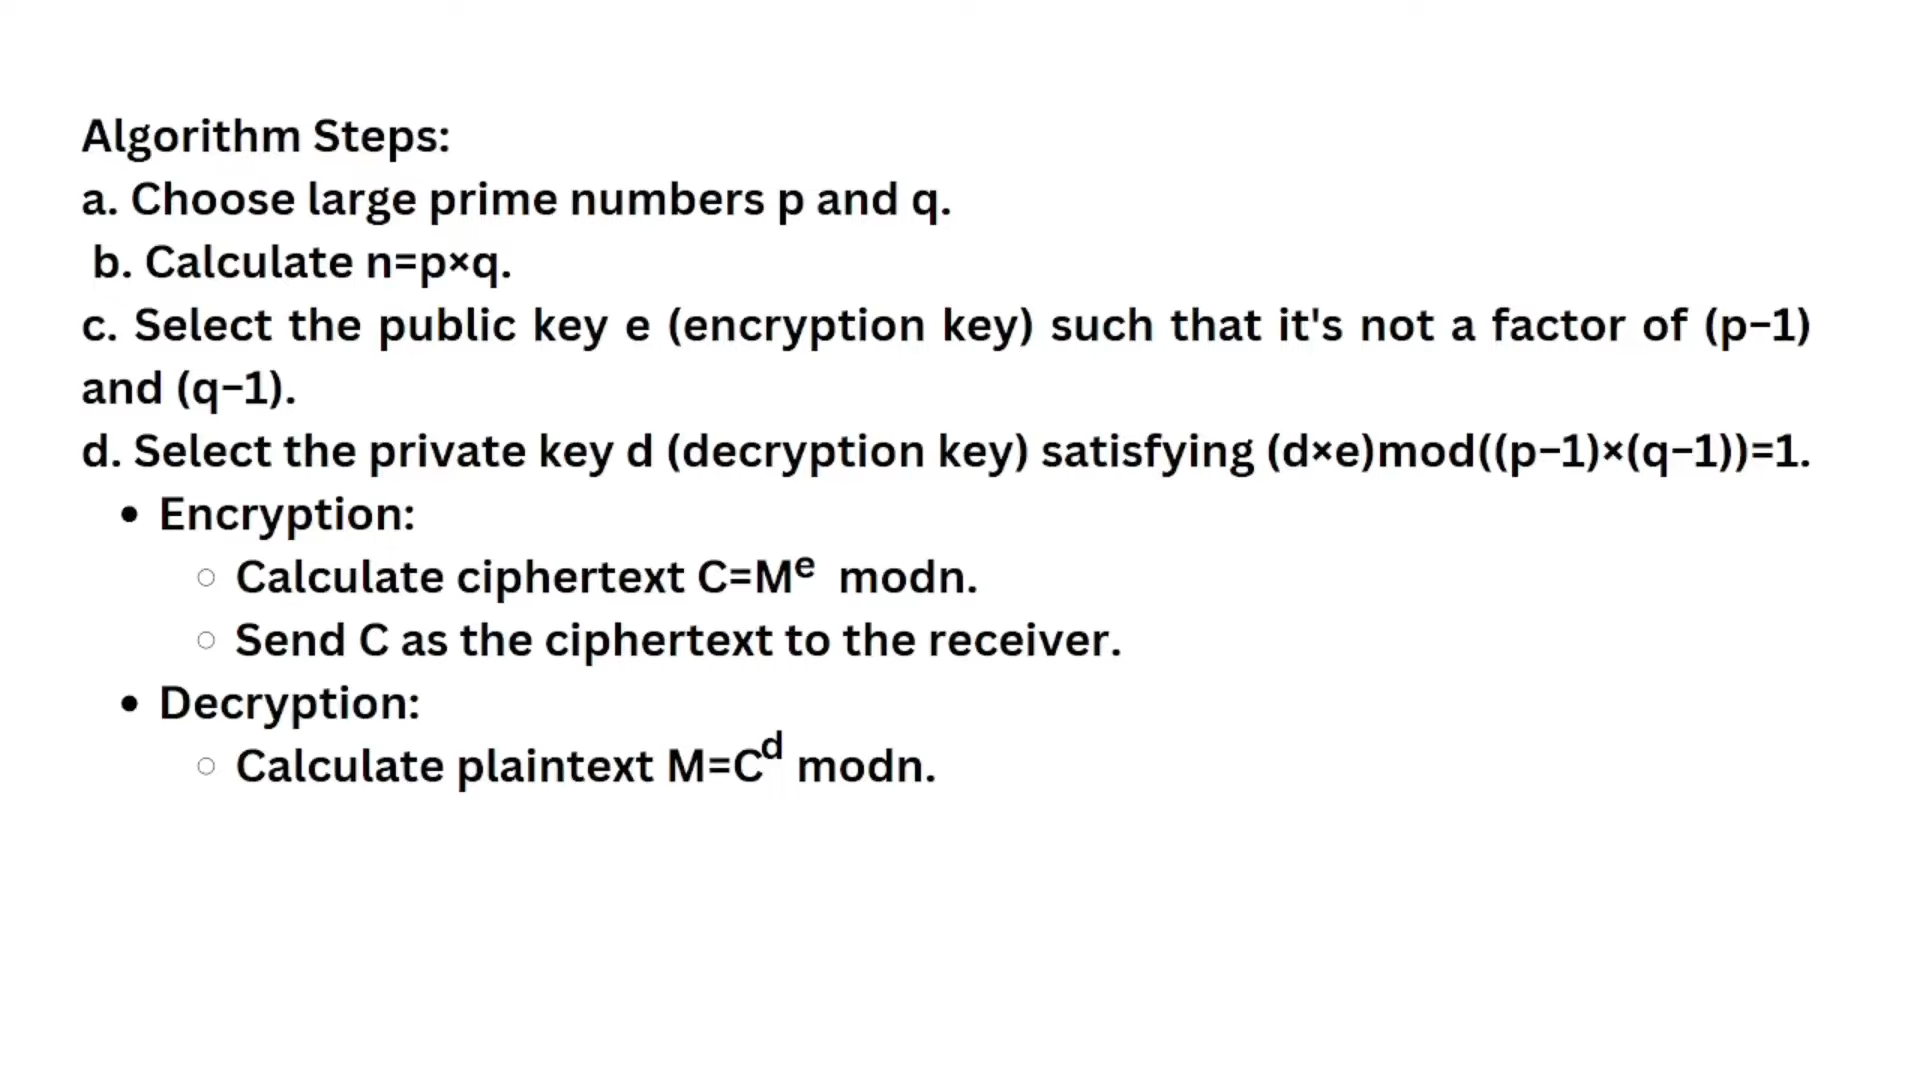 Algorithm Steps:
a. Choose large prime numbers p and q.
b. Calculate n=p×q.
c. Select the public key e (encryption key) such that it's not a factor of (p−1)
and (q−1).
d. Select the private key d (decryption key) satisfying (d×e)mod((p−1)×(q−1))=1.
• Encryption:
○ Calculate ciphertext C=Mᵉ modn.
○ Send C as the ciphertext to the receiver.
• Decryption:
○ Calculate plaintext M=Cᵈ modn.